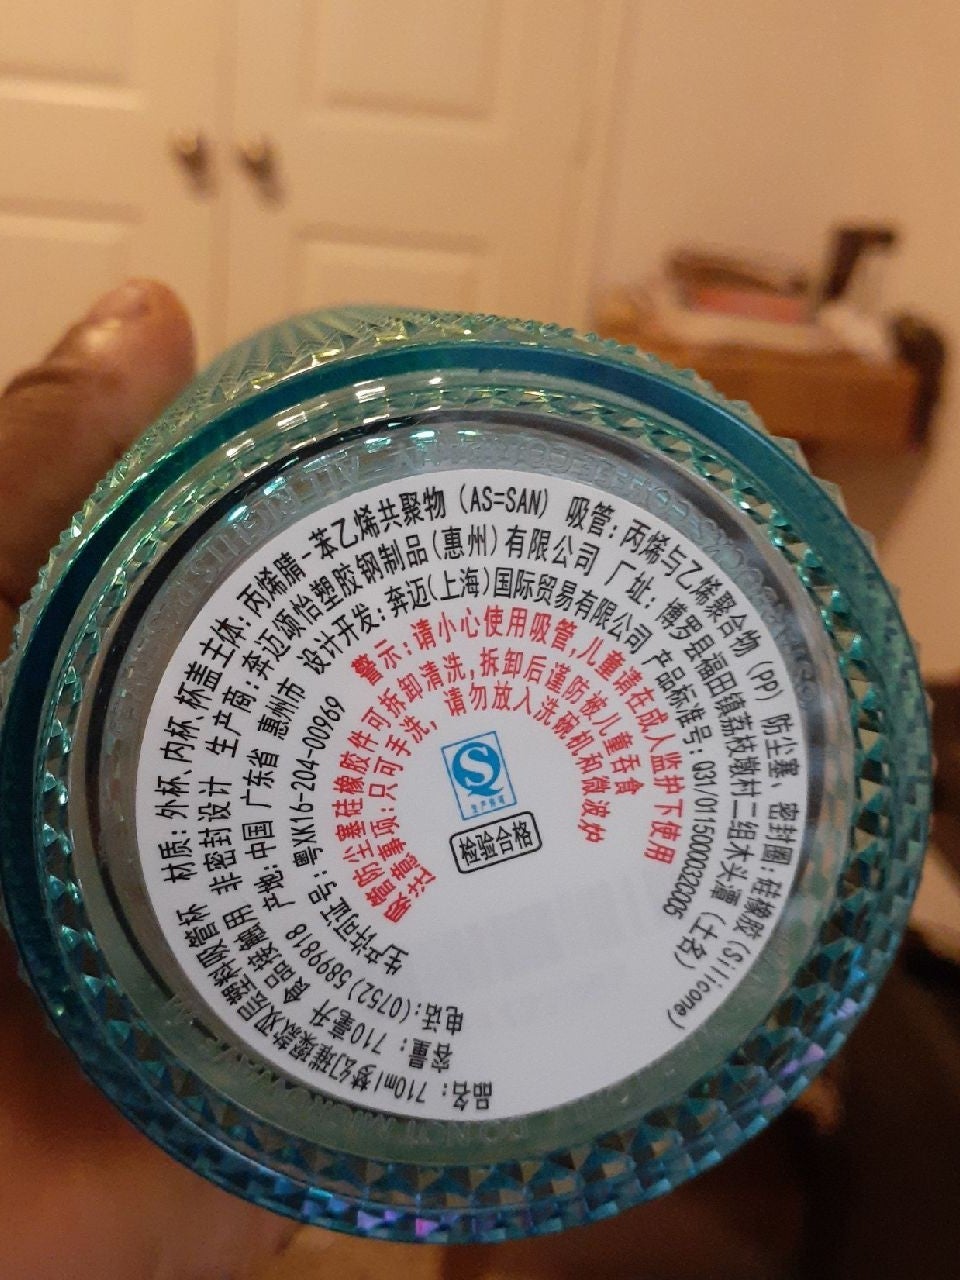 品名：710ml梦幻璀璨款双层塑料吸管杯 材质：外杯、内杯、杯盖主体：丙烯腈-苯乙烯共聚物（AS=SAN） 吸管：丙烯与乙烯聚合物（PP）防尘塞、密封圈：硅橡胶(Silicone)
容量：710毫升 食品接触用 非密封设计 生产商：奔迈颂怡塑胶钢制品（惠州）有限公司 厂址：博罗县福田镇荔枝墩村二组木头潭（土名）
电话：(0752)5899818 产地：中国 广东省 惠州市 设计开发：奔迈(上海)国际贸易有限公司 产品标准号：Q31/0115000032C005
生产许可证号：粤XK16-204-00969
警示：请小心使用吸管,儿童请在成人监护下使用
吸管防尘塞硅橡胶件可拆卸清洗,拆卸后谨防被儿童吞食
注意事项：只可手洗，请勿放入洗碗机和微波炉
检验合格